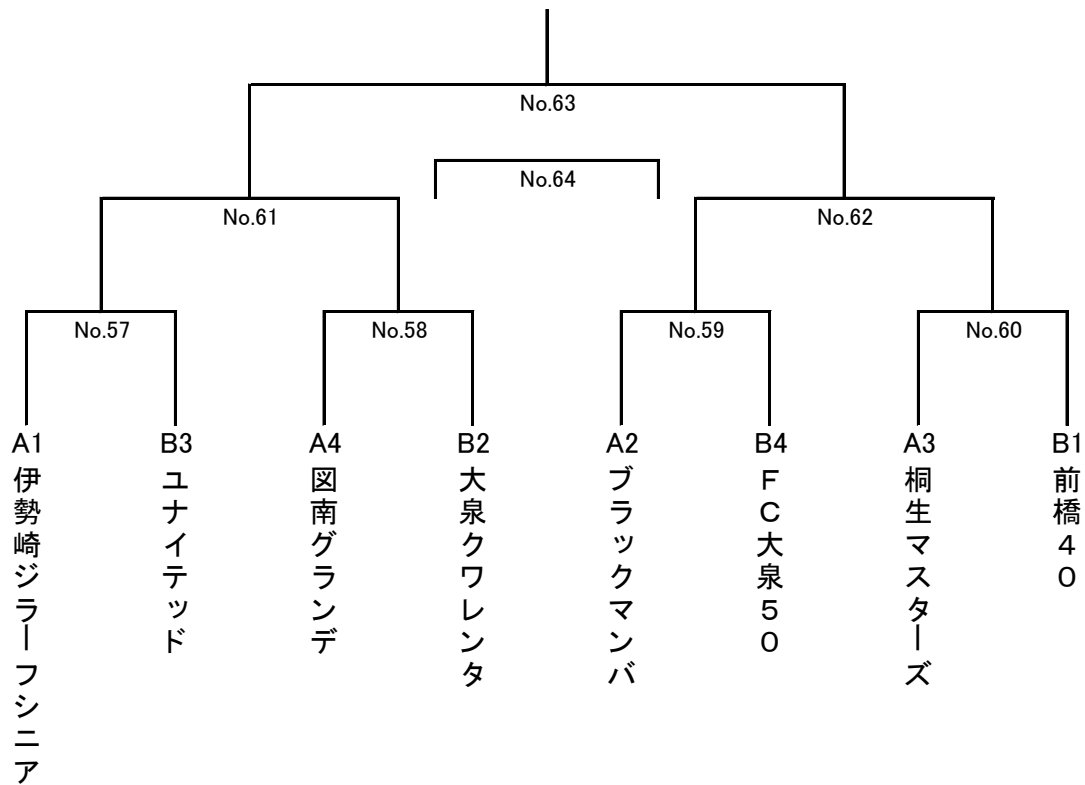 No.63
No.64
No.61
No.62
No.57
No.58
No.59
No.60
A1
B3
A4
B2
A2
B4
A3
B1
伊勢崎ジラーフシニア
ユナイテッド
図南グランデ
大泉クワレンタ
ブラックマンバ
FC大泉50
桐生マスターズ
前橋40